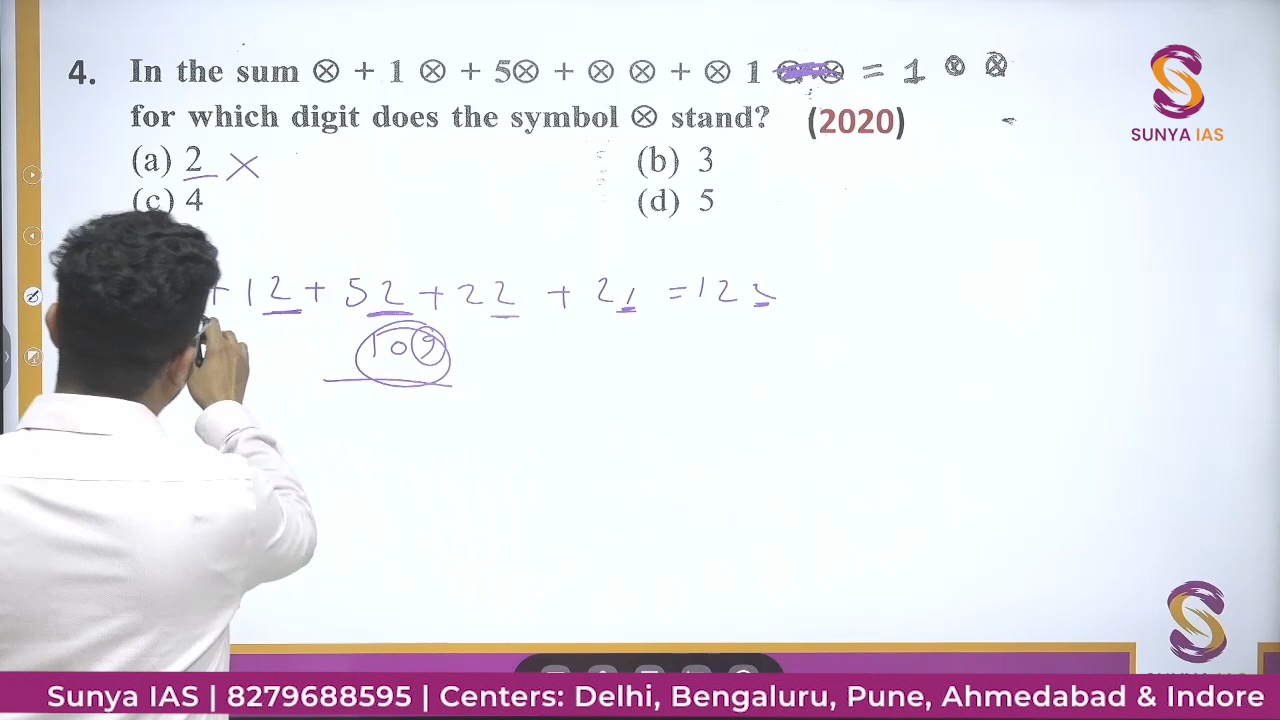 4. In the sum ⊗ + 1 ⊗ + 5⊗ + ⊗ ⊗ + ⊗ 1 = 1 ⊗ ⊗
for which digit does the symbol ⊗ stand? (2020)
(a) 2 ×
(b) 3
(c) 4
(d) 5
+ 12 + 52 + 22 + 21 = 122
109
SUNYA IAS
Sunya IAS | 8279688595 | Centers: Delhi, Bengaluru, Pune, Ahmedabad & Indore